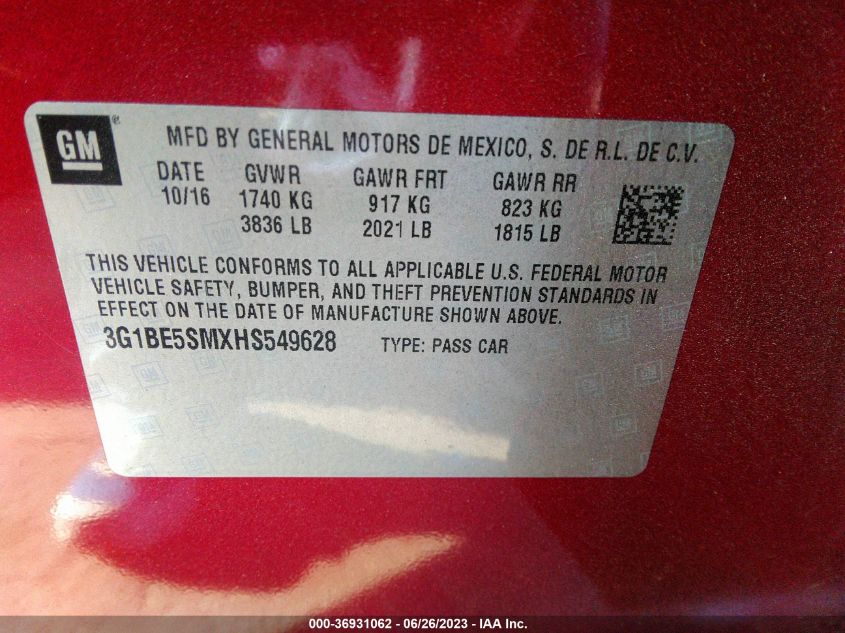 GM ®
MFD BY GENERAL MOTORS DE MEXICO, S. DE R.L. DE C.V.
DATE GVWR GAWR FRT GAWR RR
10/16 1740 KG 917 KG 823 KG
3836 LB 2021 LB 1815 LB
THIS VEHICLE CONFORMS TO ALL APPLICABLE U.S. FEDERAL MOTOR
VEHICLE SAFETY, BUMPER, AND THEFT PREVENTION STANDARDS IN
EFFECT ON THE DATE OF MANUFACTURE SHOWN ABOVE.
3G1BE5SMXHS549628 TYPE: PASS CAR
000-36931062 - 06/26/2023 - IAA Inc.